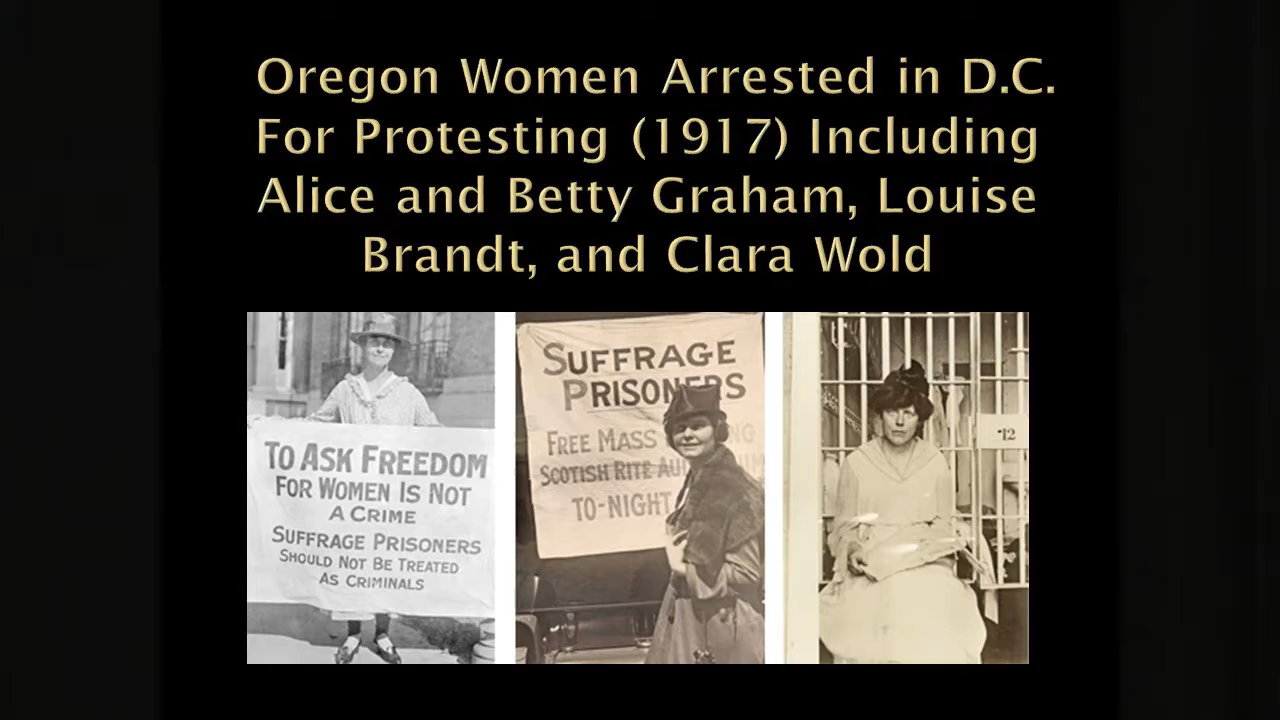 Oregon Women Arrested in D.C.
For Protesting (1917) Including
Alice and Betty Graham, Louise
Brandt, and Clara Wold
TO ASK FREEDOM
FOR WOMEN IS NOT
A CRIME
SUFFRAGE PRISONERS
SHOULD NOT BE TREATED
AS CRIMINALS
SUFFRAGE
PRISONERS
FREE MASS
SCOTISH RITE
TO-NIGHT
12